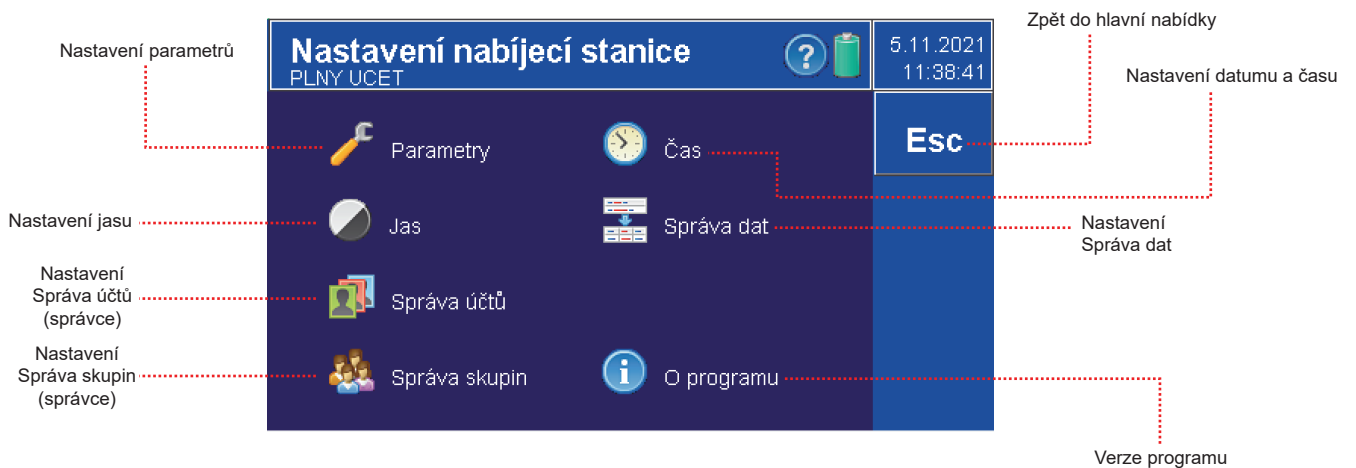 Zpět do hlavní nabídky
Nastavení parametrů
Nastavení nabíjecí stanice
PLNY UCET
?
5.11.2021
11:38:41
Nastavení datumu a času
Parametry
Čas
Esc
Nastavení jasu
Jas
Správa dat
Nastavení
Správa dat
Nastavení
Správa účtů
(správce)
Správa účtů
Nastavení
Správa skupin
(správce)
Správa skupin
i
O programu
Verze programu